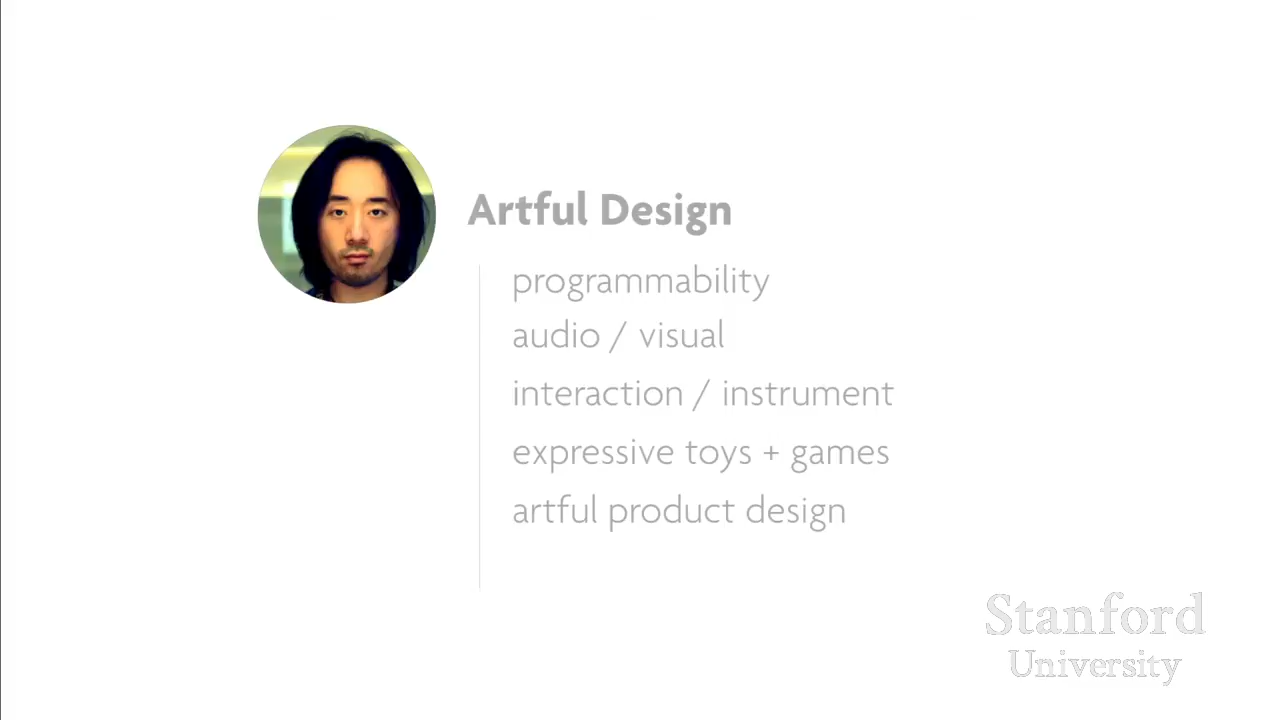 Artful Design
programmability
audio / visual
interaction / instrument
expressive toys + games
artful product design
Stanford
University